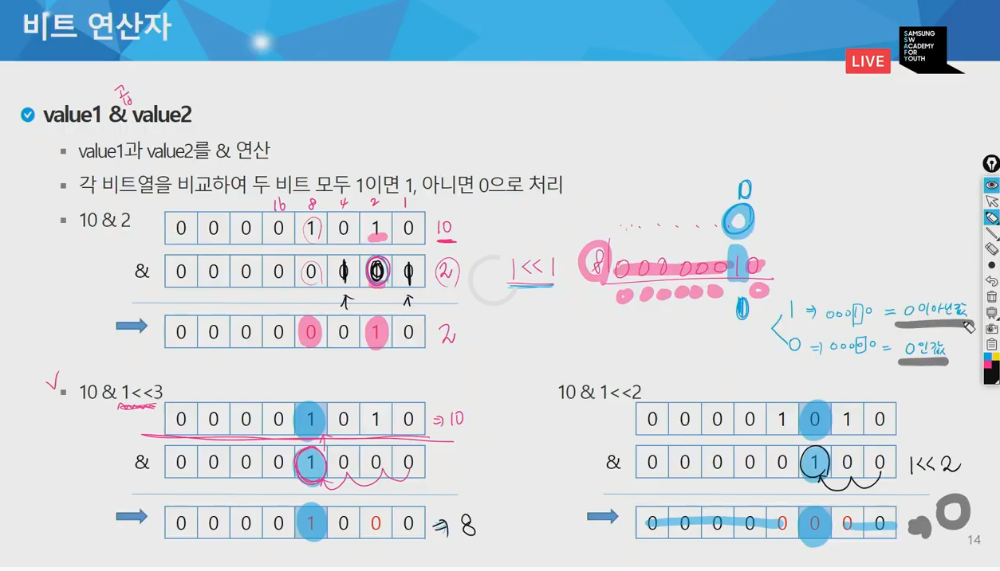 비트 연산자
LIVE
SAMSUNG
SW
ACADEMY
FOR
YOUTH
곱
value1 & value2
value1과 value2를 & 연산
각 비트열을 비교하여 두 비트 모두 1이면 1, 아니면 0으로 처리
16 8 4 2 1
10 & 2
0 0 0 0 1 0 1 0 10
& 0 0 0 0 0 0 0 2
0 0 0 0 0 0 1 0 2
1<<1
0
8 0 0 0 0 0 0 1 0
0
1 ⇒ 00010 = 0이아닌값
0 ⇒ 00000 = 0인값
10 & 1<<3
0 0 0 0 1 0 1 0 ⇒ 10
& 0 0 0 0 1 0 0 0
0 0 0 0 1 0 0 0 ⇒ 8
10 & 1<<2
0 0 0 0 1 0 1 0
& 0 0 0 0 0 1 0 0 1<<2
0 0 0 0 0 0 0 0 0
14